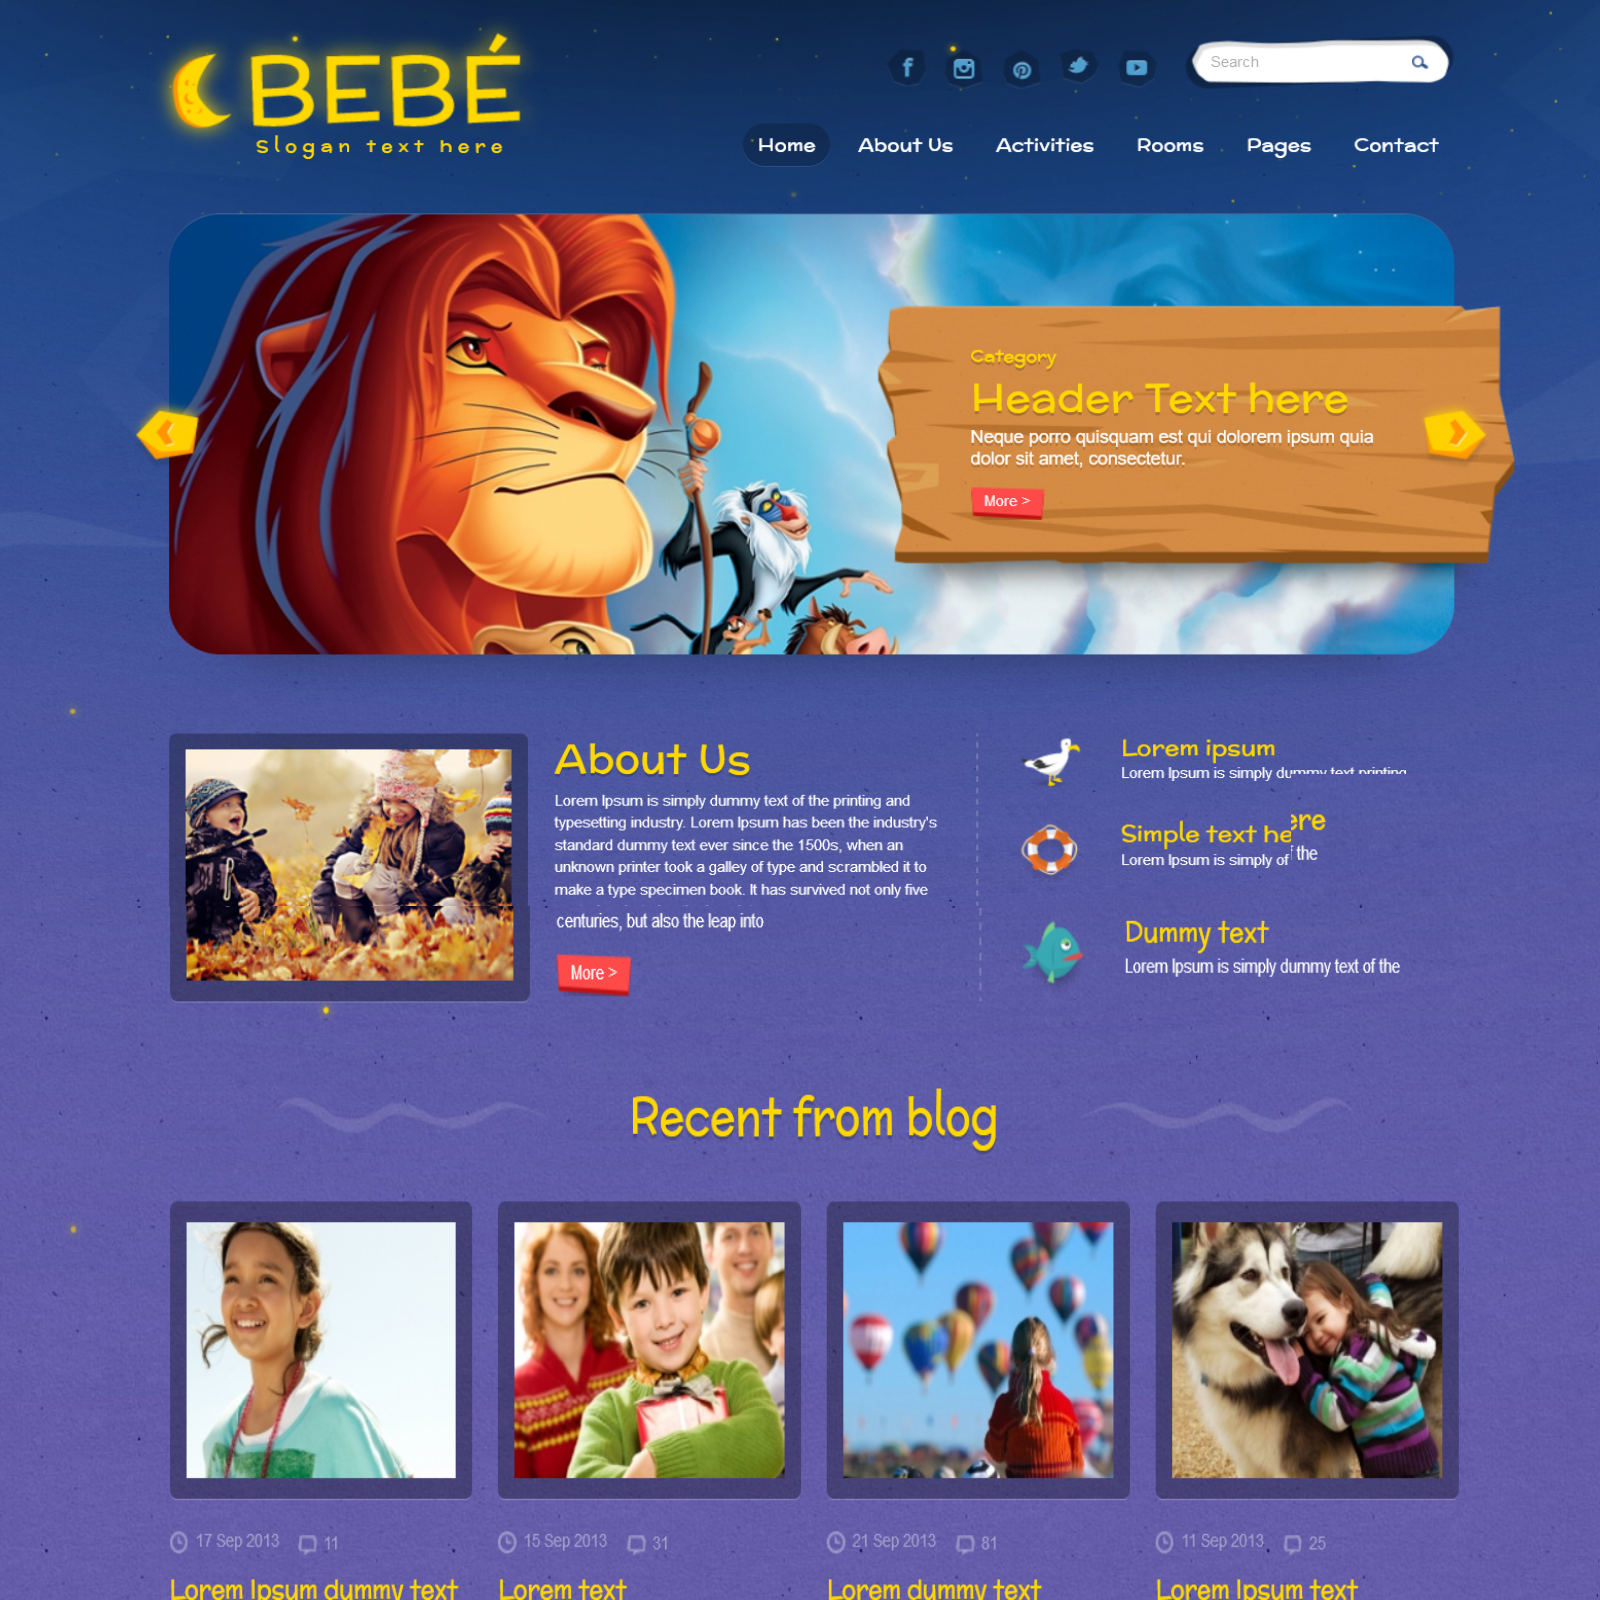 BEBÉ
Slogan text here
Search
Home
About Us
Activities
Rooms
Pages
Contact
Category
Header Text here
Neque porro quisquam est qui dolorem ipsum quia
dolor sit amet, consectetur.
More >
About Us
Lorem Ipsum is simply dummy text of the printing and
typesetting industry. Lorem Ipsum has been the industry's
standard dummy text ever since the 1500s, when an
unknown printer took a galley of type and scrambled it to
make a type specimen book. It has survived not only five
centuries, but also the leap into
More >
Lorem ipsum
Lorem Ipsum is simply dummy text printing
Simple text here
Lorem Ipsum is simply of the
Dummy text
Lorem Ipsum is simply dummy text of the
Recent from blog
17 Sep 2013 11
Lorem Ipsum dummy text
15 Sep 2013 31
Lorem text
21 Sep 2013 81
Lorem dummy text
11 Sep 2013 25
Lorem Ipsum text